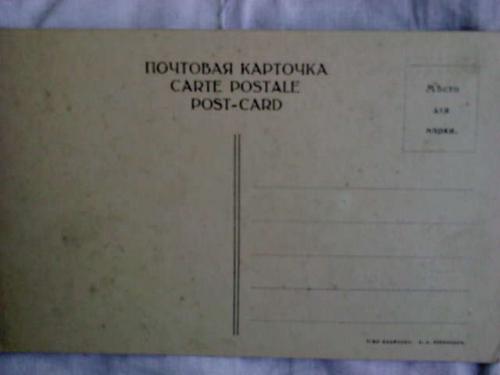 ПОЧТОВАЯ КАРТОЧКА
CARTE POSTALE
POST-CARD
Мѣсто
для
марки.